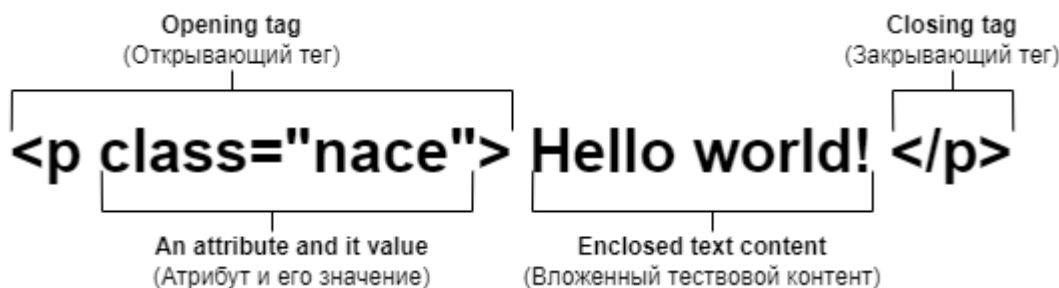 Opening tag
(Открывающий тег)
Closing tag
(Закрывающий тег)
<p class="nace"> Hello world! </p>
An attribute and it value
(Атрибут и его значение)
Enclosed text content
(Вложенный тествовой контент)